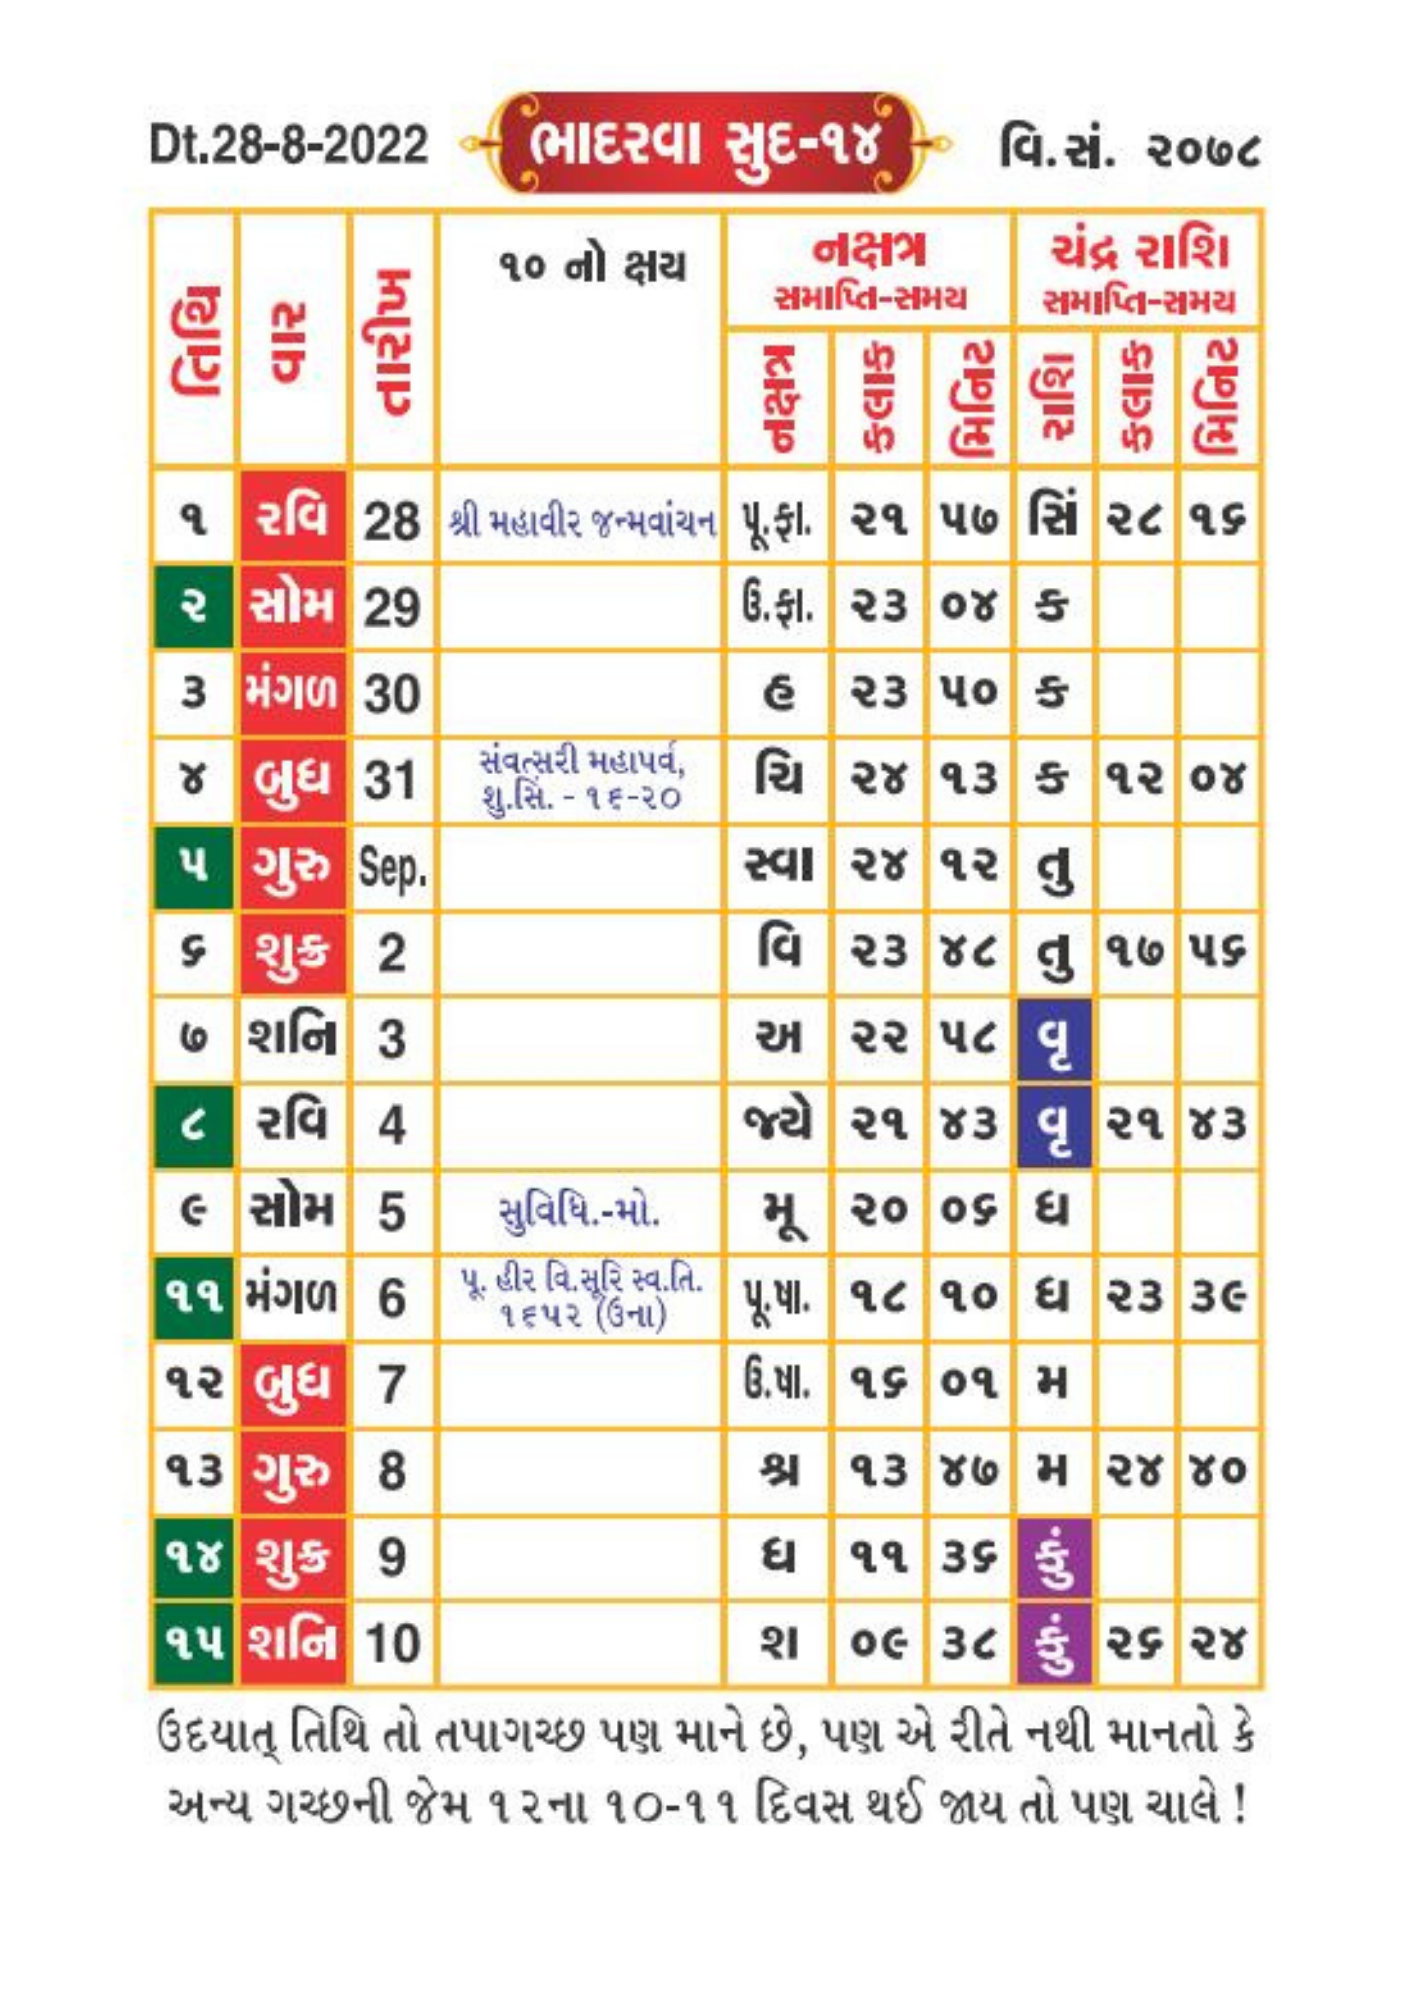 Dt.28-8-2022 ભાદરવા સુદ-૧૪ વિ.સં. ૨૦૭૮
તિથિ વાર તારીખ ૧૦ નો ક્ષય નક્ષત્ર ચંદ્ર રાશિ
સમાપ્તિ-સમય સમાપ્તિ-સમય
નક્ષત્ર કલાક મિનિટ રાશિ કલાક મિનિટ
૧ રવિ 28 શ્રી મહાવીર જન્મવાંચન પૂ.ફા. ૨૧ ૫૭ સિં ૨૮ ૧૬
૨ સોમ 29 ઉ.ફા. ૨૩ ૦૪ ક
૩ મંગળ 30 હ ૨૩ ૫૦ ક
૪ બુધ 31 સંવત્સરી મહાપર્વ, ચિ ૨૪ ૧૩ ક ૧૨ ૦૪
શુ.સિં. - ૧૬-૨૦
૫ ગુરુ Sep. સ્વા ૨૪ ૧૨ તુ
૬ શુક્ર 2 વિ ૨૩ ૪૮ તુ ૧૭ ૫૬
૭ શનિ 3 અ ૨૨ ૫૮ વૃ
૮ રવિ 4 જ્યે ૨૧ ૪૩ વૃ ૨૧ ૪૩
૯ સોમ 5 સુવિધિ.-મો. મૂ ૨૦ ૦૬ ધ
૧૧ મંગળ 6 પૂ. હીર વિ.સૂરિ સ્વ.તિ. પૂ.ષા. ૧૮ ૧૦ ધ ૨૩ ૩૯
૧૬૫૨ (ઉના)
૧૨ બુધ 7 ઉ.ષા. ૧૬ ૦૧ મ
૧૩ ગુરુ 8 શ્ર ૧૩ ૪૭ મ ૨૪ ૪૦
૧૪ શુક્ર 9 ધ ૧૧ ૩૬ કું
૧૫ શનિ 10 શ ૦૯ ૩૮ કું ૨૬ ૨૪
ઉદયાત્ તિથિ તો તપાગચ્છ પણ માને છે, પણ એ રીતે નથી માનતો કે
અન્ય ગચ્છની જેમ ૧૨ના ૧૦-૧૧ દિવસ થઈ જાય તો પણ ચાલે !